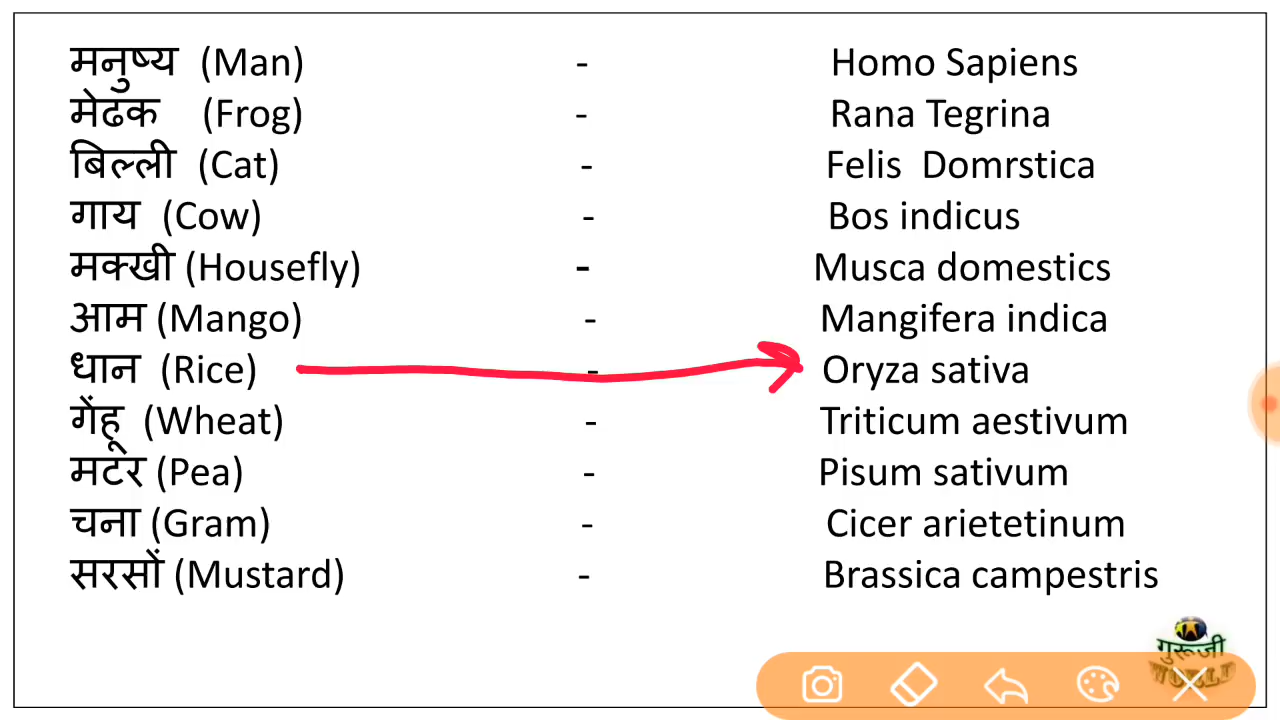 मनुष्य (Man) - Homo Sapiens
मेढक (Frog) - Rana Tegrina
बिल्ली (Cat) - Felis Domrstica
गाय (Cow) - Bos indicus
मक्खी (Housefly) - Musca domestics
आम (Mango) - Mangifera indica
धान (Rice) - Oryza sativa
गेंहू (Wheat) - Triticum aestivum
मटर (Pea) - Pisum sativum
चना (Gram) - Cicer arietetinum
सरसों (Mustard) - Brassica campestris
गुरूजी
WORLD